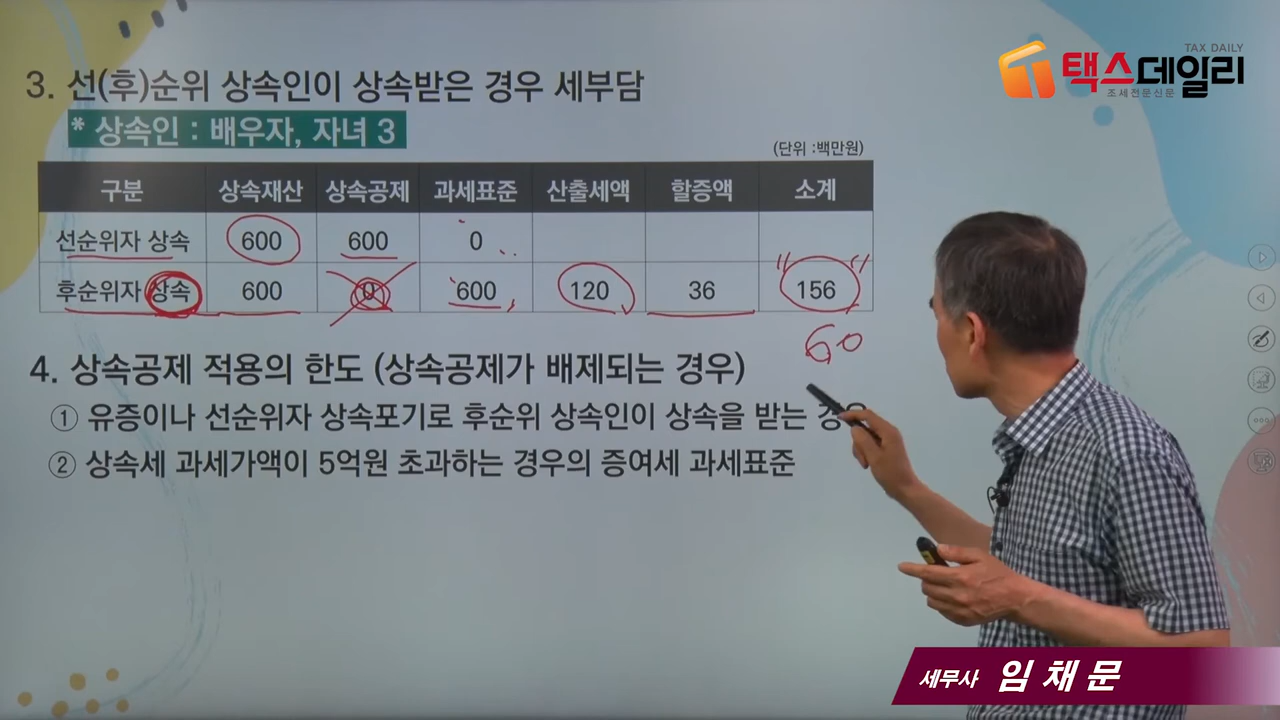 TAX DAILY
택스데일리
조세전문신문
3. 선(후)순위 상속인이 상속받은 경우 세부담
* 상속인 : 배우자, 자녀 3
(단위 :백만원)
구분 상속재산 상속공제 과세표준 산출세액 할증액 소계
선순위자 상속 600 600 0
후순위자 상속 600 0 600 120 36 156
60
4. 상속공제 적용의 한도 (상속공제가 배제되는 경우)
① 유증이나 선순위자 상속포기로 후순위 상속인이 상속을 받는 경우
② 상속세 과세가액이 5억원 초과하는 경우의 증여세 과세표준
세무사 임채문